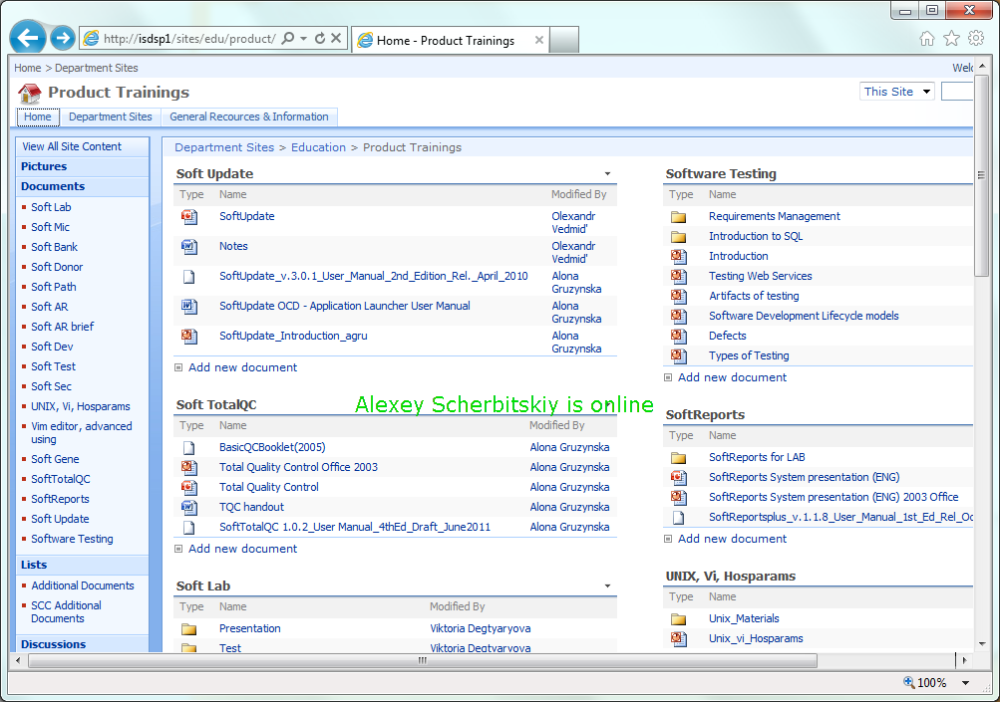 http://isdsp1/sites/edu/product/
Home - Product Trainings
Home > Department Sites
Welc
Product Trainings
This Site
Home
Department Sites
General Recources & Information
View All Site Content
Pictures
Documents
Soft Lab
Soft Mic
Soft Bank
Soft Donor
Soft Path
Soft AR
Soft AR brief
Soft Dev
Soft Test
Soft Sec
UNIX, Vi, Hosparams
Vim editor, advanced
using
Soft Gene
SoftTotalQC
SoftReports
Soft Update
Software Testing
Lists
Additional Documents
SCC Additional
Documents
Discussions
Department Sites > Education > Product Trainings
Soft Update
Type Name Modified By
SoftUpdate Olexandr
Vedmid'
Notes Olexandr
Vedmid'
SoftUpdate_v.3.0.1_User_Manual_2nd_Edition_Rel._April_2010 Alona
Gruzynska
SoftUpdate OCD - Application Launcher User Manual Alona
Gruzynska
SoftUpdate_Introduction_agru Alona
Gruzynska
Add new document
Soft TotalQC
Alexey Scherbitskiy is online
Type Name Modified By
BasicQCBooklet(2005) Alona Gruzynska
Total Quality Control Office 2003 Alona Gruzynska
Total Quality Control Alona Gruzynska
TQC handout Alona Gruzynska
SoftTotalQC 1.0.2_User Manual_4thEd_Draft_June2011 Alona Gruzynska
Add new document
Soft Lab
Type Name Modified By
Presentation Viktoria Degtyaryova
Test Viktoria Degtyaryova
Software Testing
Type Name
Requirements Management
Introduction to SQL
Introduction
Testing Web Services
Artifacts of testing
Software Development Lifecycle models
Defects
Types of Testing
Add new document
SoftReports
Type Name
SoftReports for LAB
SoftReports System presentation (ENG)
SoftReports System presentation (ENG) 2003 Office
SoftReportsplus_v.1.1.8_User_Manual_1st_Ed_Rel_Oc
Add new document
UNIX, Vi, Hosparams
Type Name
Unix_Materials
Unix_vi_Hosparams
100%